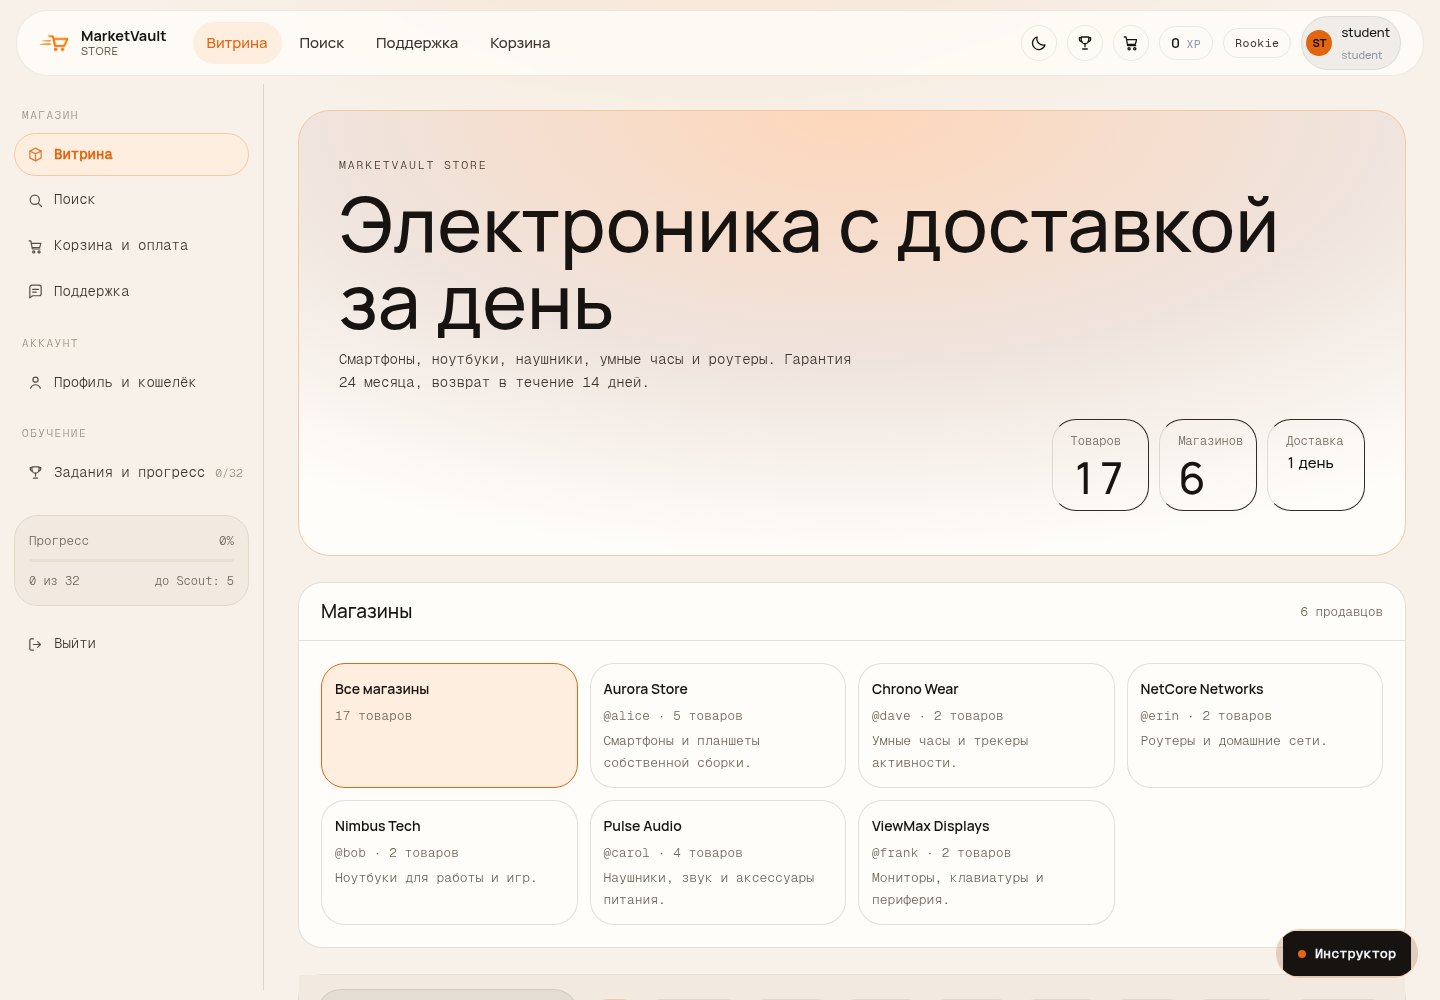 MarketVault
STORE
Витрина
Поиск
Поддержка
Корзина
0 XP
Rookie
ST
student
student
МАГАЗИН
Витрина
Поиск
Корзина и оплата
Поддержка
АККАУНТ
Профиль и кошелёк
ОБУЧЕНИЕ
Задания и прогресс 0/32
Прогресс 0%
0 из 32 до Scout: 5
Выйти
MARKETVAULT STORE
Электроника с доставкой
за день
Смартфоны, ноутбуки, наушники, умные часы и роутеры. Гарантия
24 месяца, возврат в течение 14 дней.
Товаров
17
Магазинов
6
Доставка
1 день
Магазины
6 продавцов
Все магазины
17 товаров
Aurora Store
@alice · 5 товаров
Смартфоны и планшеты
собственной сборки.
Chrono Wear
@dave · 2 товаров
Умные часы и трекеры
активности.
NetCore Networks
@erin · 2 товаров
Роутеры и домашние сети.
Nimbus Tech
@bob · 2 товаров
Ноутбуки для работы и игр.
Pulse Audio
@carol · 4 товаров
Наушники, звук и аксессуары
питания.
ViewMax Displays
@frank · 2 товаров
Мониторы, клавиатуры и
периферия.
Инструктор